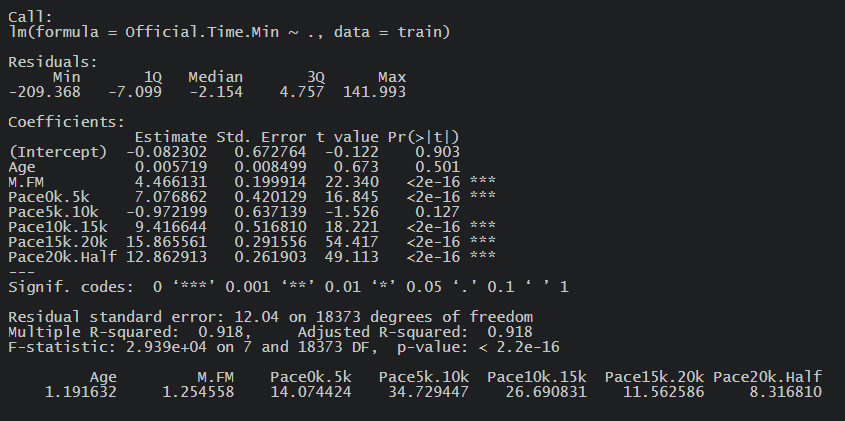 Call:
lm(formula = Official.Time.Min ~ ., data = train)
Residuals:
Min 1Q Median 3Q Max
-209.368 -7.099 -2.154 4.757 141.993
Coefficients:
Estimate Std. Error t value Pr(>|t|)
(Intercept) -0.082302 0.672764 -0.122 0.903
Age 0.005719 0.008499 0.673 0.501
M.FM 4.466131 0.199914 22.340 <2e-16 ***
Pace0k.5k 7.076862 0.420129 16.845 <2e-16 ***
Pace5k.10k -0.972199 0.637139 -1.526 0.127
Pace10k.15k 9.416644 0.516810 18.221 <2e-16 ***
Pace15k.20k 15.865561 0.291556 54.417 <2e-16 ***
Pace20k.Half 12.862913 0.261903 49.113 <2e-16 ***
---
Signif. codes: 0 ‘***’ 0.001 ‘**’ 0.01 ‘*’ 0.05 ‘.’ 0.1 ‘ ’ 1
Residual standard error: 12.04 on 18373 degrees of freedom
Multiple R-squared: 0.918, Adjusted R-squared: 0.918
F-statistic: 2.939e+04 on 7 and 18373 DF, p-value: < 2.2e-16
Age M.FM Pace0k.5k Pace5k.10k Pace10k.15k Pace15k.20k Pace20k.Half
1.191632 1.254558 14.074424 34.729447 26.690831 11.562586 8.316810